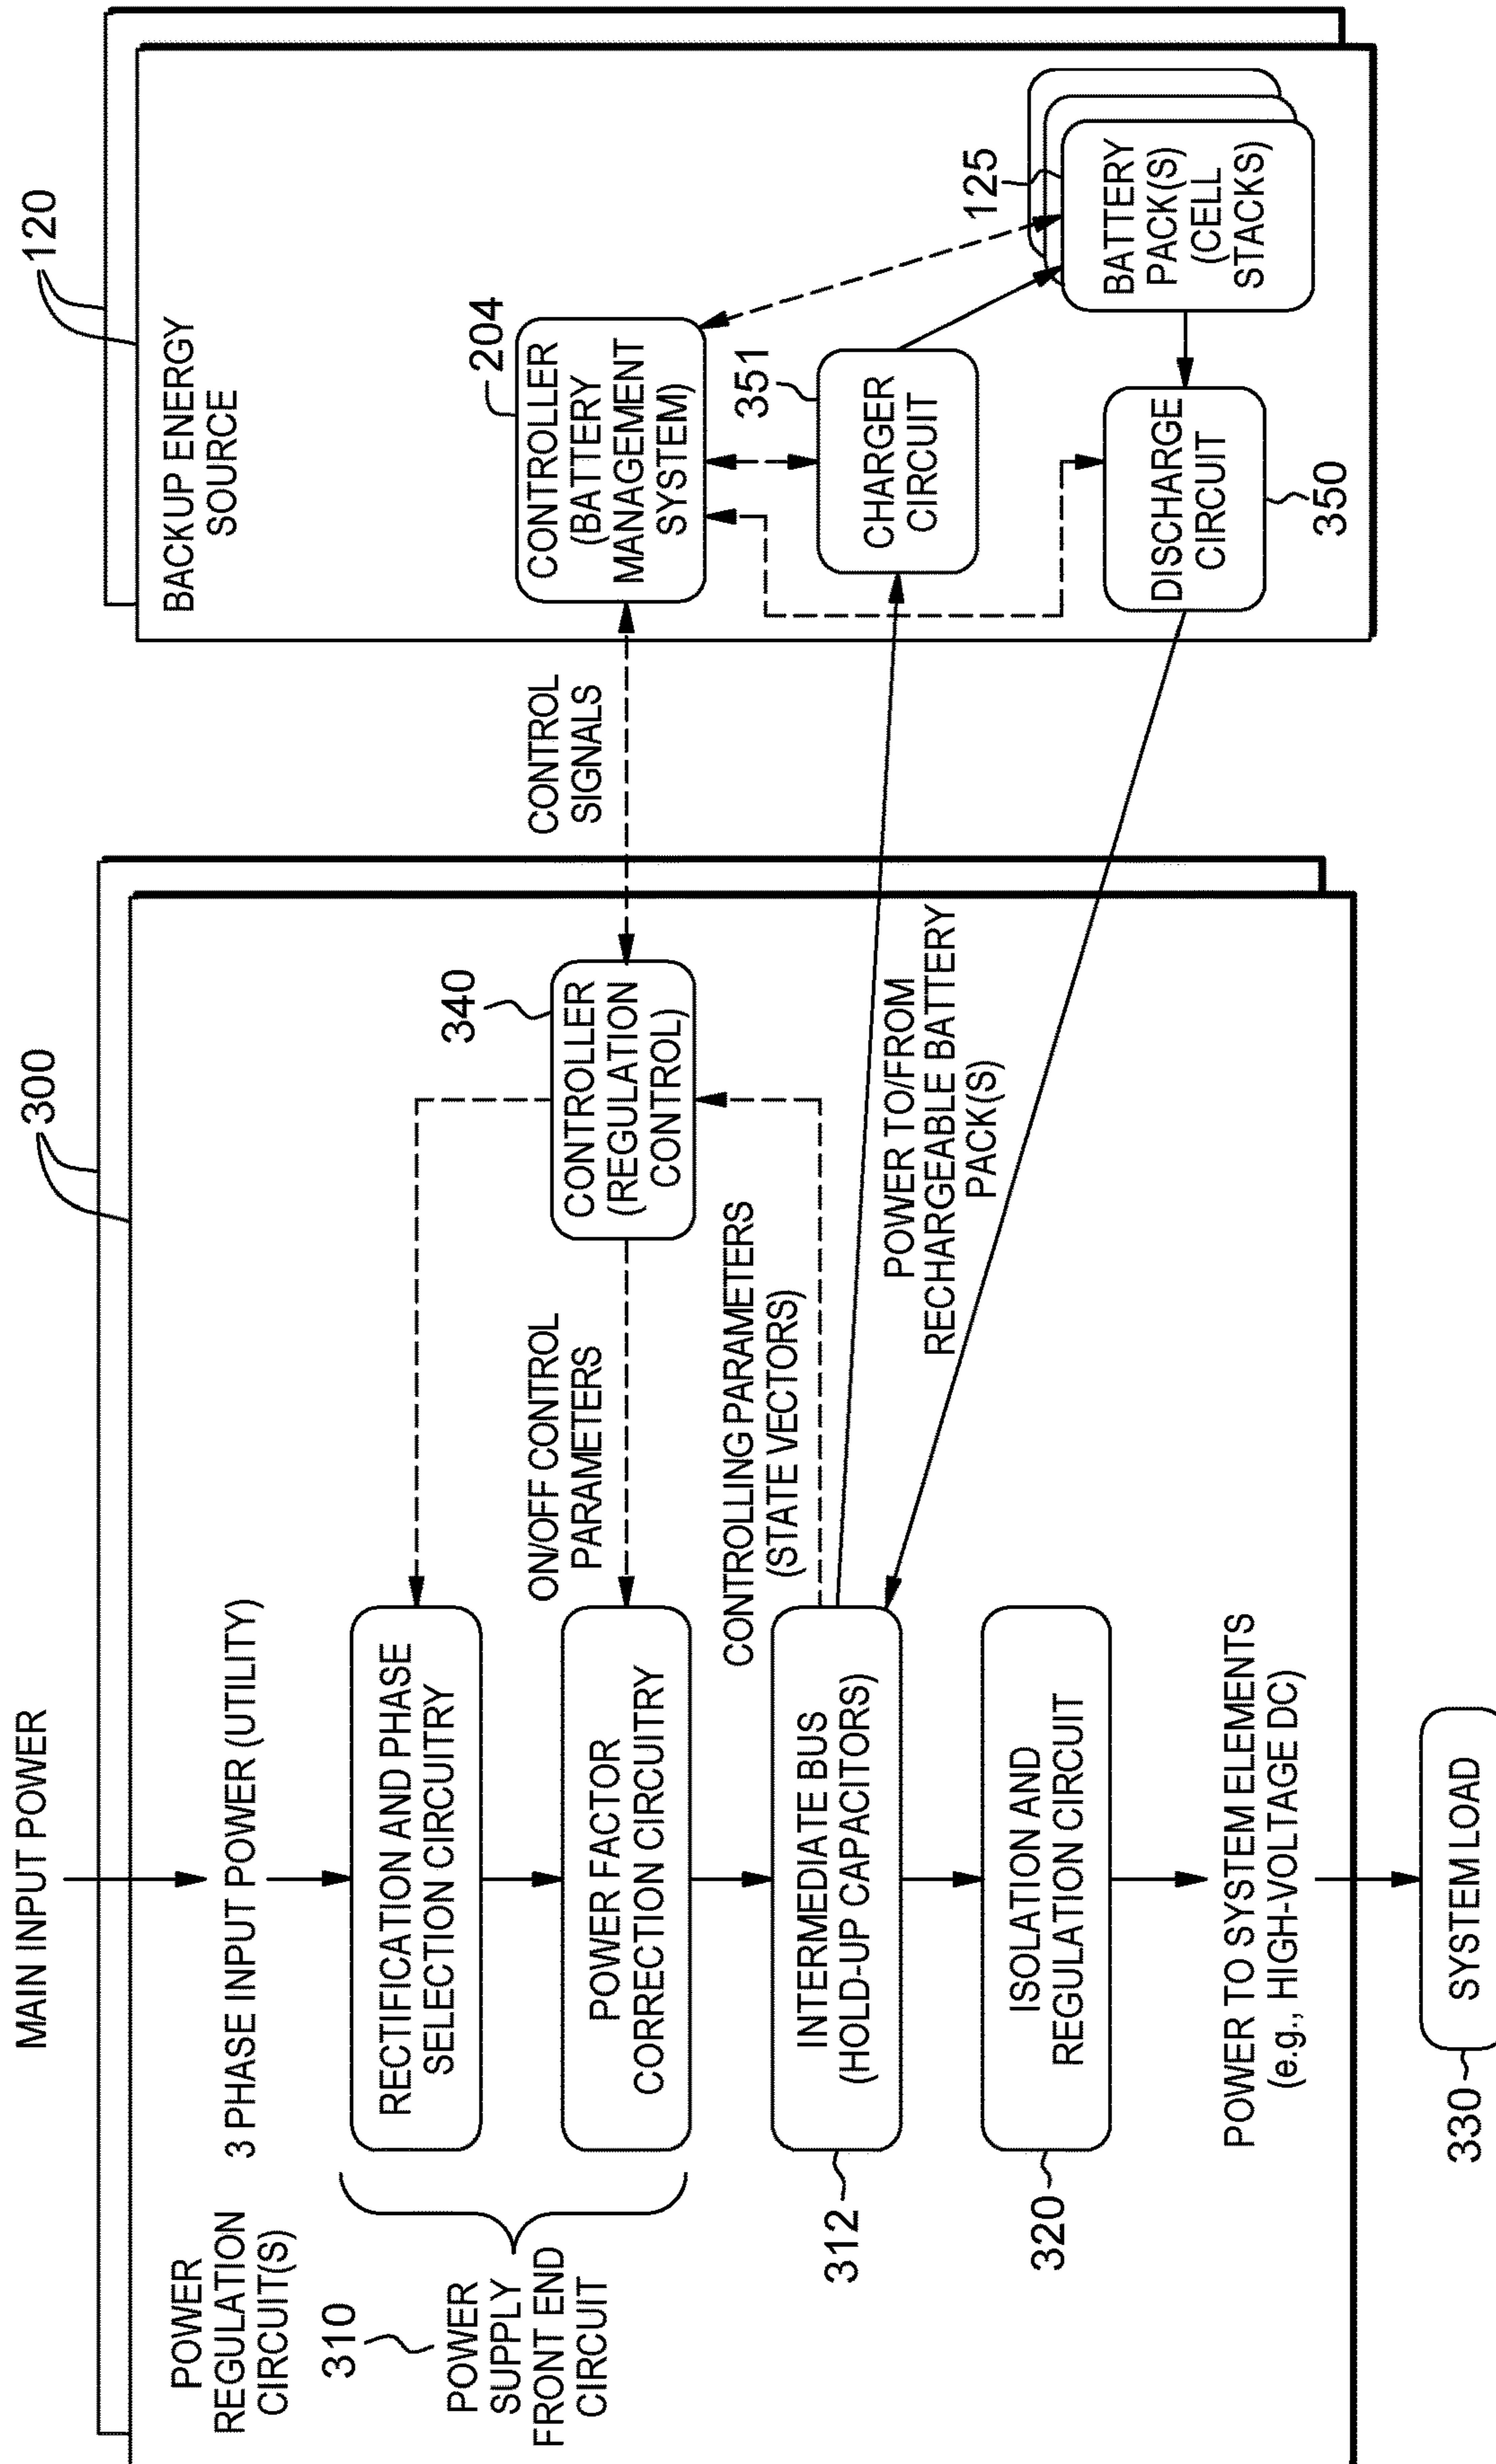 MAIN INPUT POWER
300
POWER
REGULATION
CIRCUIT(S)
3 PHASE INPUT POWER (UTILITY)
310
POWER
SUPPLY
FRONT END
CIRCUIT
RECTIFICATION AND PHASE
SELECTION CIRCUITRY
POWER FACTOR
CORRECTION CIRCUITRY
ON/OFF CONTROL
PARAMETERS
340
CONTROLLER
(REGULATION
CONTROL)
CONTROLLING PARAMETERS
(STATE VECTORS)
312
INTERMEDIATE BUS
(HOLD-UP CAPACITORS)
POWER TO/FROM
RECHARGEABLE BATTERY
PACK(S)
320
ISOLATION AND
REGULATION CIRCUIT
POWER TO SYSTEM ELEMENTS
(e.g., HIGH-VOLTAGE DC)
330
SYSTEM LOAD
CONTROL
SIGNALS
120
BACKUP ENERGY
SOURCE
204
CONTROLLER
(BATTERY
MANAGEMENT
SYSTEM)
351
CHARGER
CIRCUIT
125
BATTERY
PACK(S)
(CELL
STACKS)
DISCHARGE
CIRCUIT
350